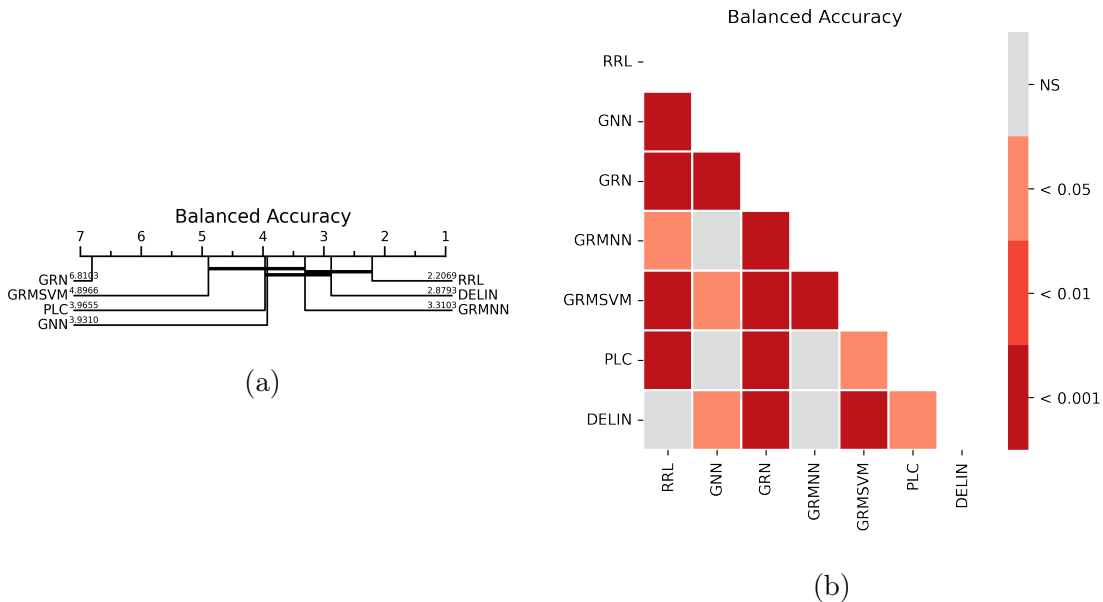 Balanced Accuracy
7 6 5 4 3 2 1
GRN 6.8103 2.2069 RRL
GRMSVM 4.8966 2.8793 DELIN
PLC 3.9655 3.3103 GRMNN
GNN 3.9310
(a)
Balanced Accuracy
RRL
GNN
GRN
GRMNN
GRMSVM
PLC
DELIN
RRL GNN GRN GRMNN GRMSVM PLC DELIN
NS
< 0.05
< 0.01
< 0.001
(b)